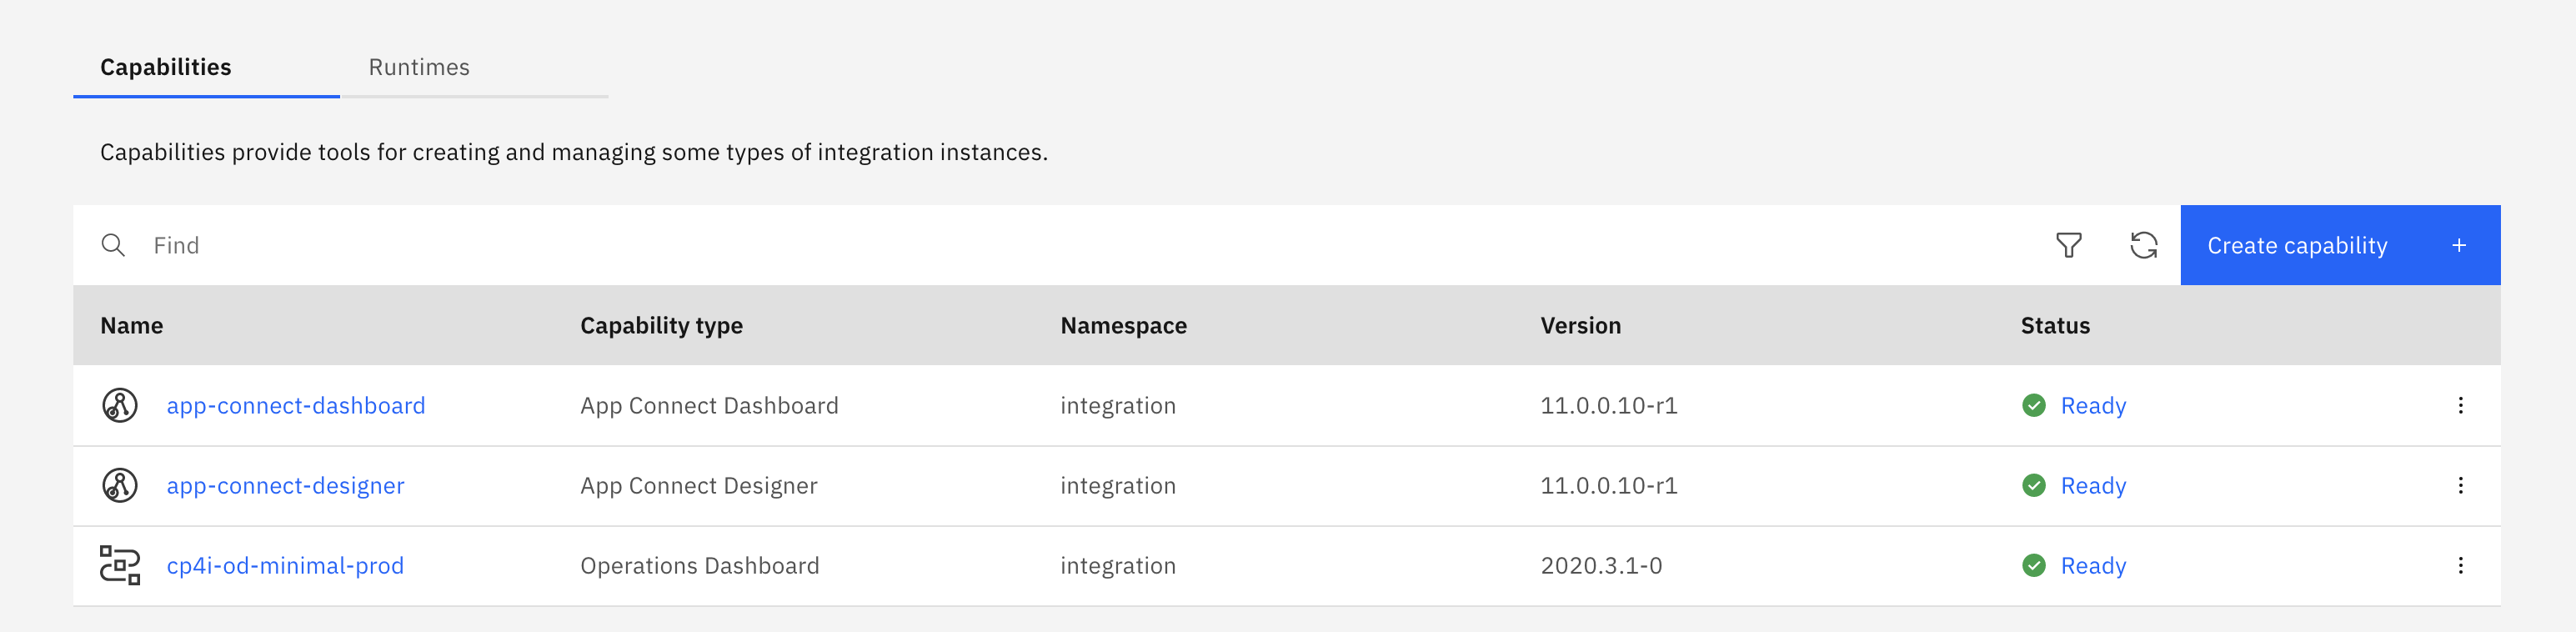 Capabilities Runtimes
Capabilities provide tools for creating and managing some types of integration instances.
Find Create capability +
Name Capability type Namespace Version Status
app-connect-dashboard App Connect Dashboard integration 11.0.0.10-r1 Ready
app-connect-designer App Connect Designer integration 11.0.0.10-r1 Ready
cp4i-od-minimal-prod Operations Dashboard integration 2020.3.1-0 Ready